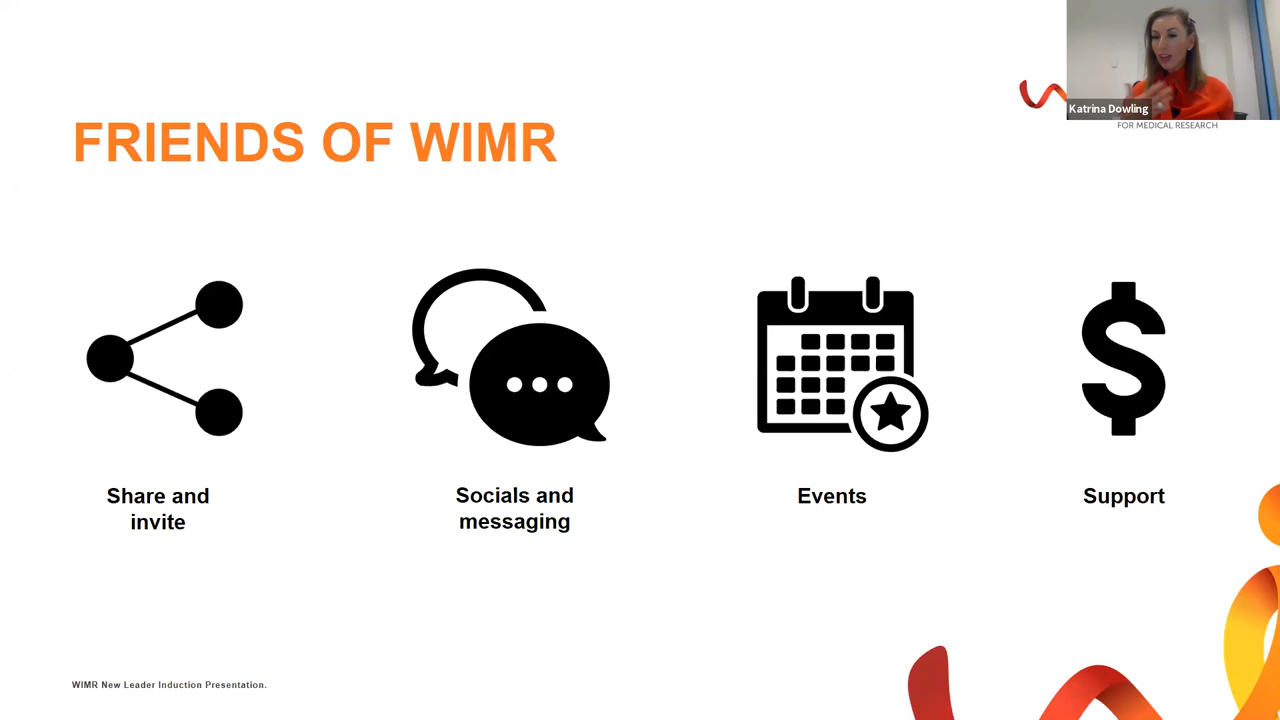 Katrina Dowling
FOR MEDICAL RESEARCH
FRIENDS OF WIMR
Share and
invite
Socials and
messaging
Events
Support
WIMR New Leader Induction Presentation.